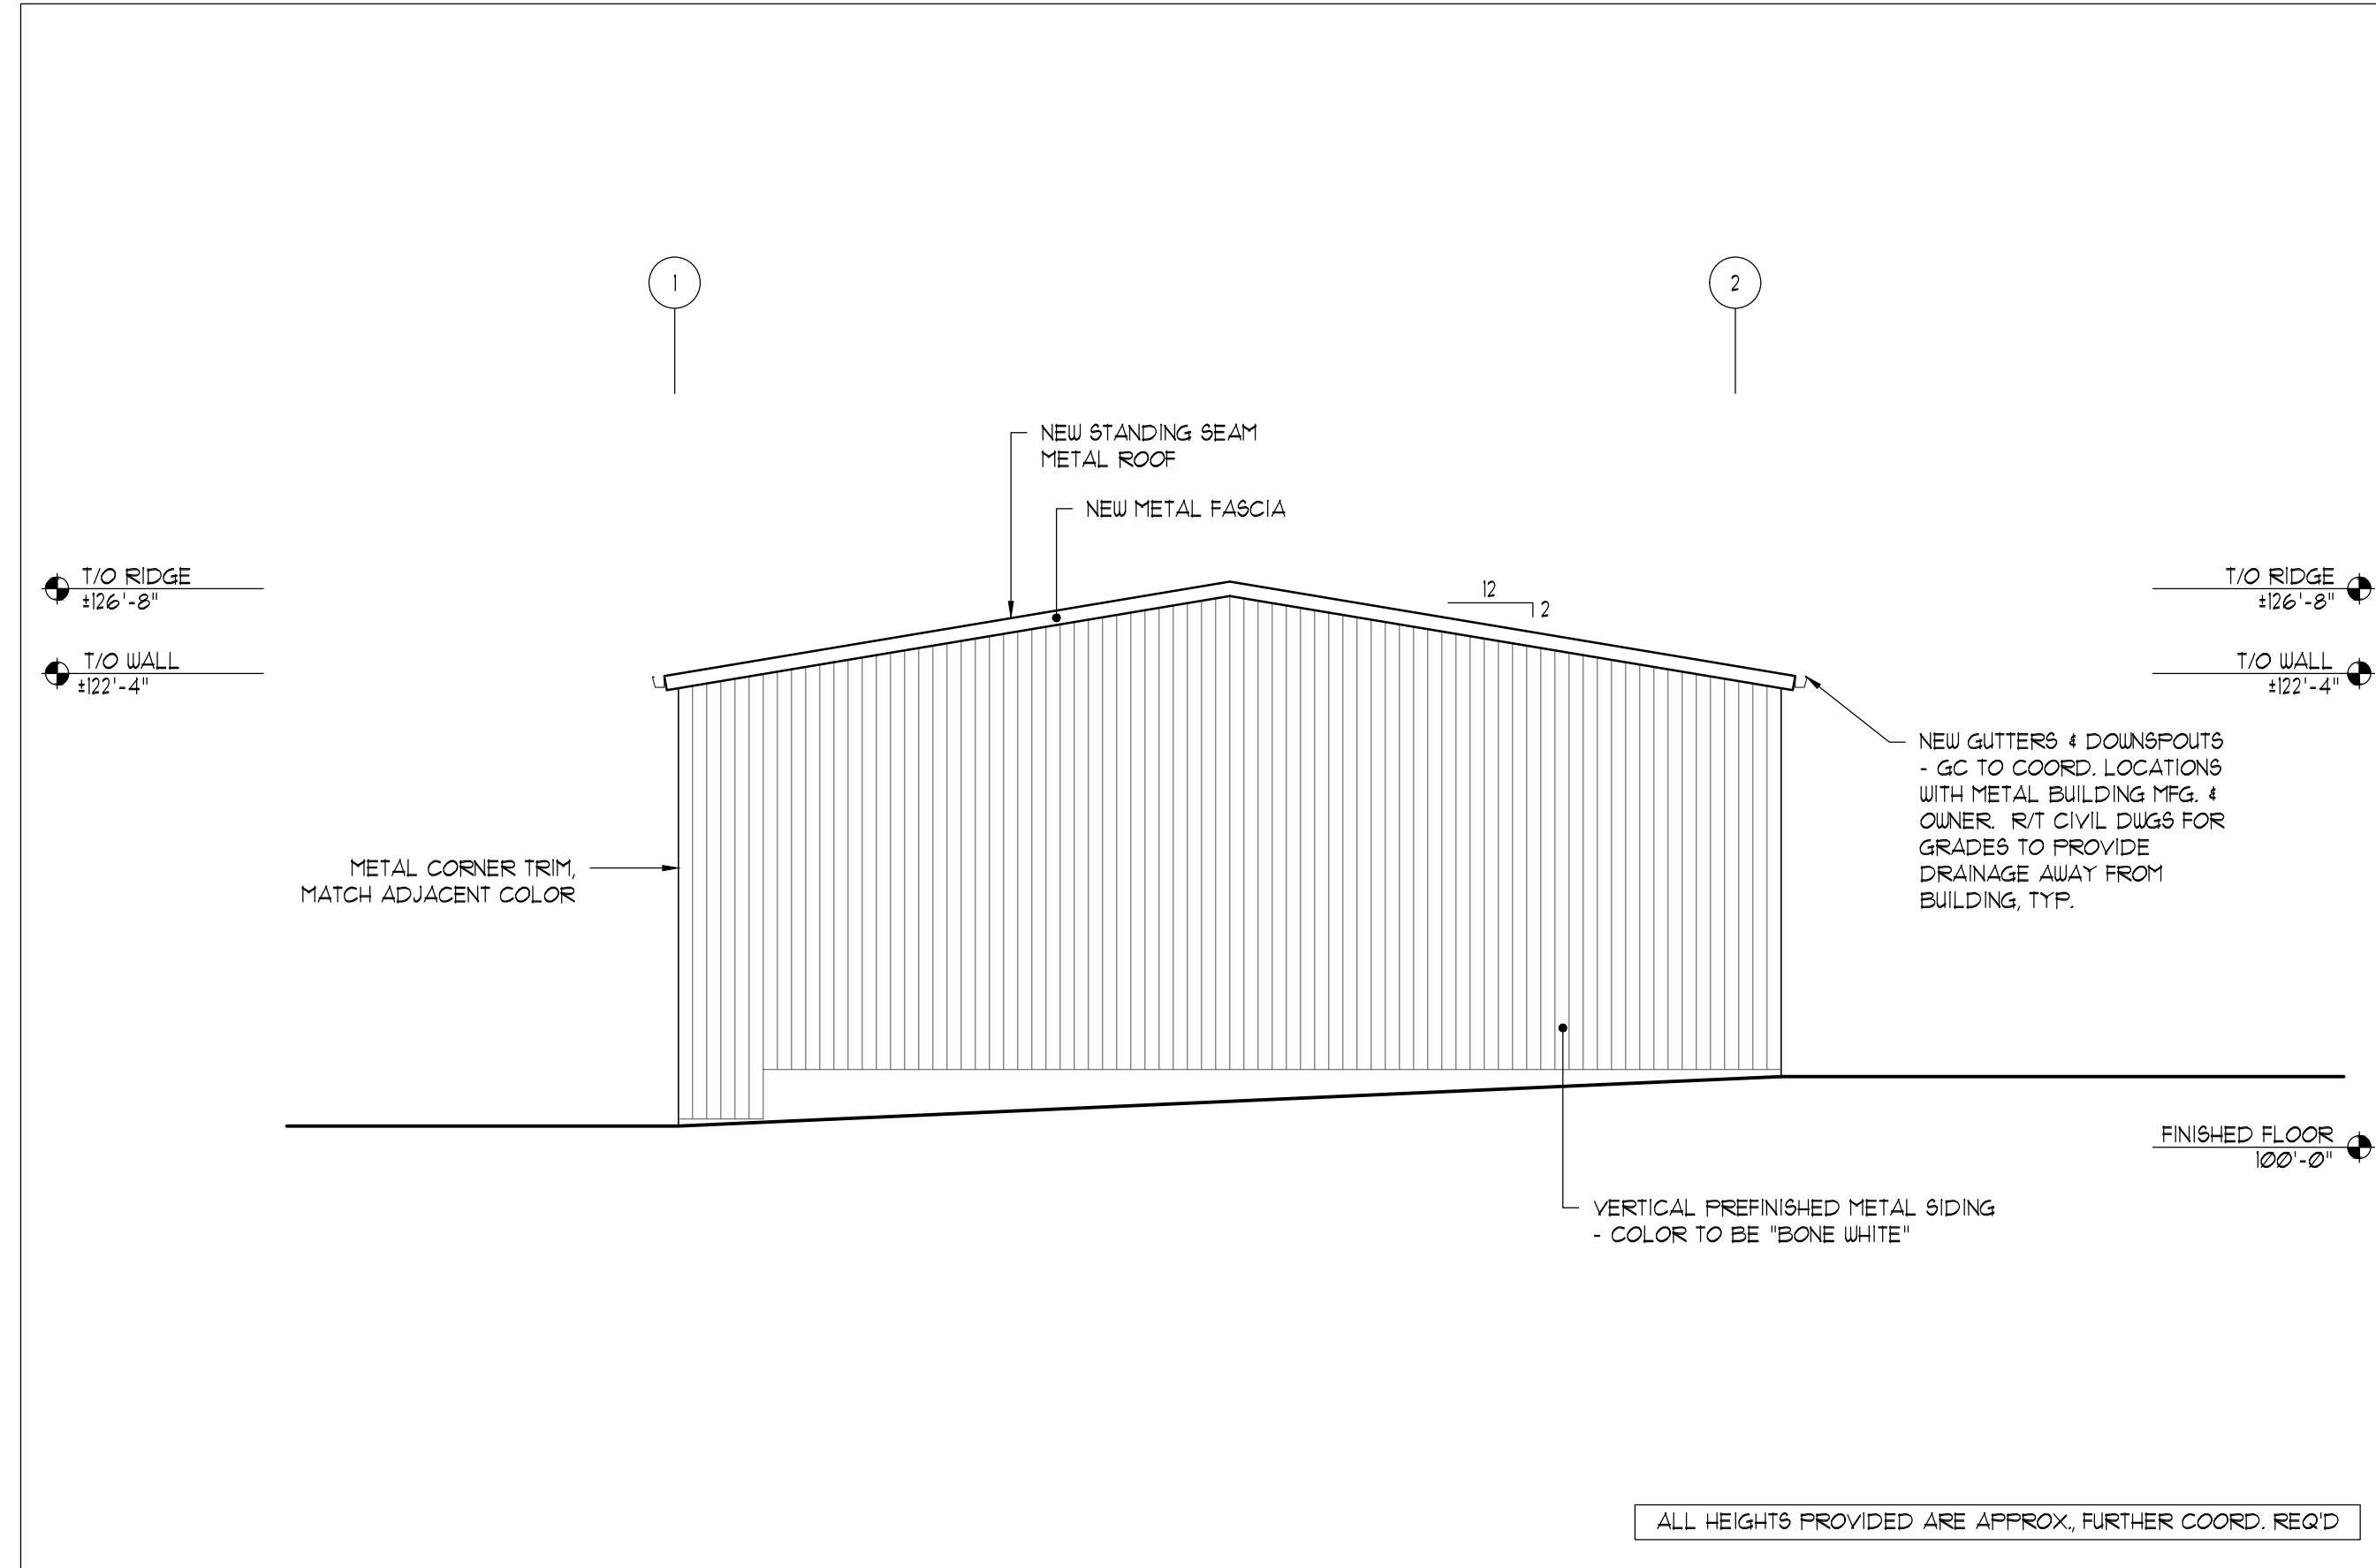 1
2
NEW STANDING SEAM
METAL ROOF
NEW METAL FASCIA
T/O RIDGE
±126'-8"
T/O WALL
±122'-4"
12
2
T/O RIDGE
±126'-8"
T/O WALL
±122'-4"
NEW GUTTERS & DOWNSPOUTS
- GC TO COORD. LOCATIONS
WITH METAL BUILDING MFG. &
OWNER. R/T CIVIL DWGS FOR
GRADES TO PROVIDE
DRAINAGE AWAY FROM
BUILDING, TYP.
METAL CORNER TRIM,
MATCH ADJACENT COLOR
FINISHED FLOOR
100'-0"
VERTICAL PREFINISHED METAL SIDING
- COLOR TO BE "BONE WHITE"
ALL HEIGHTS PROVIDED ARE APPROX., FURTHER COORD. REQ'D